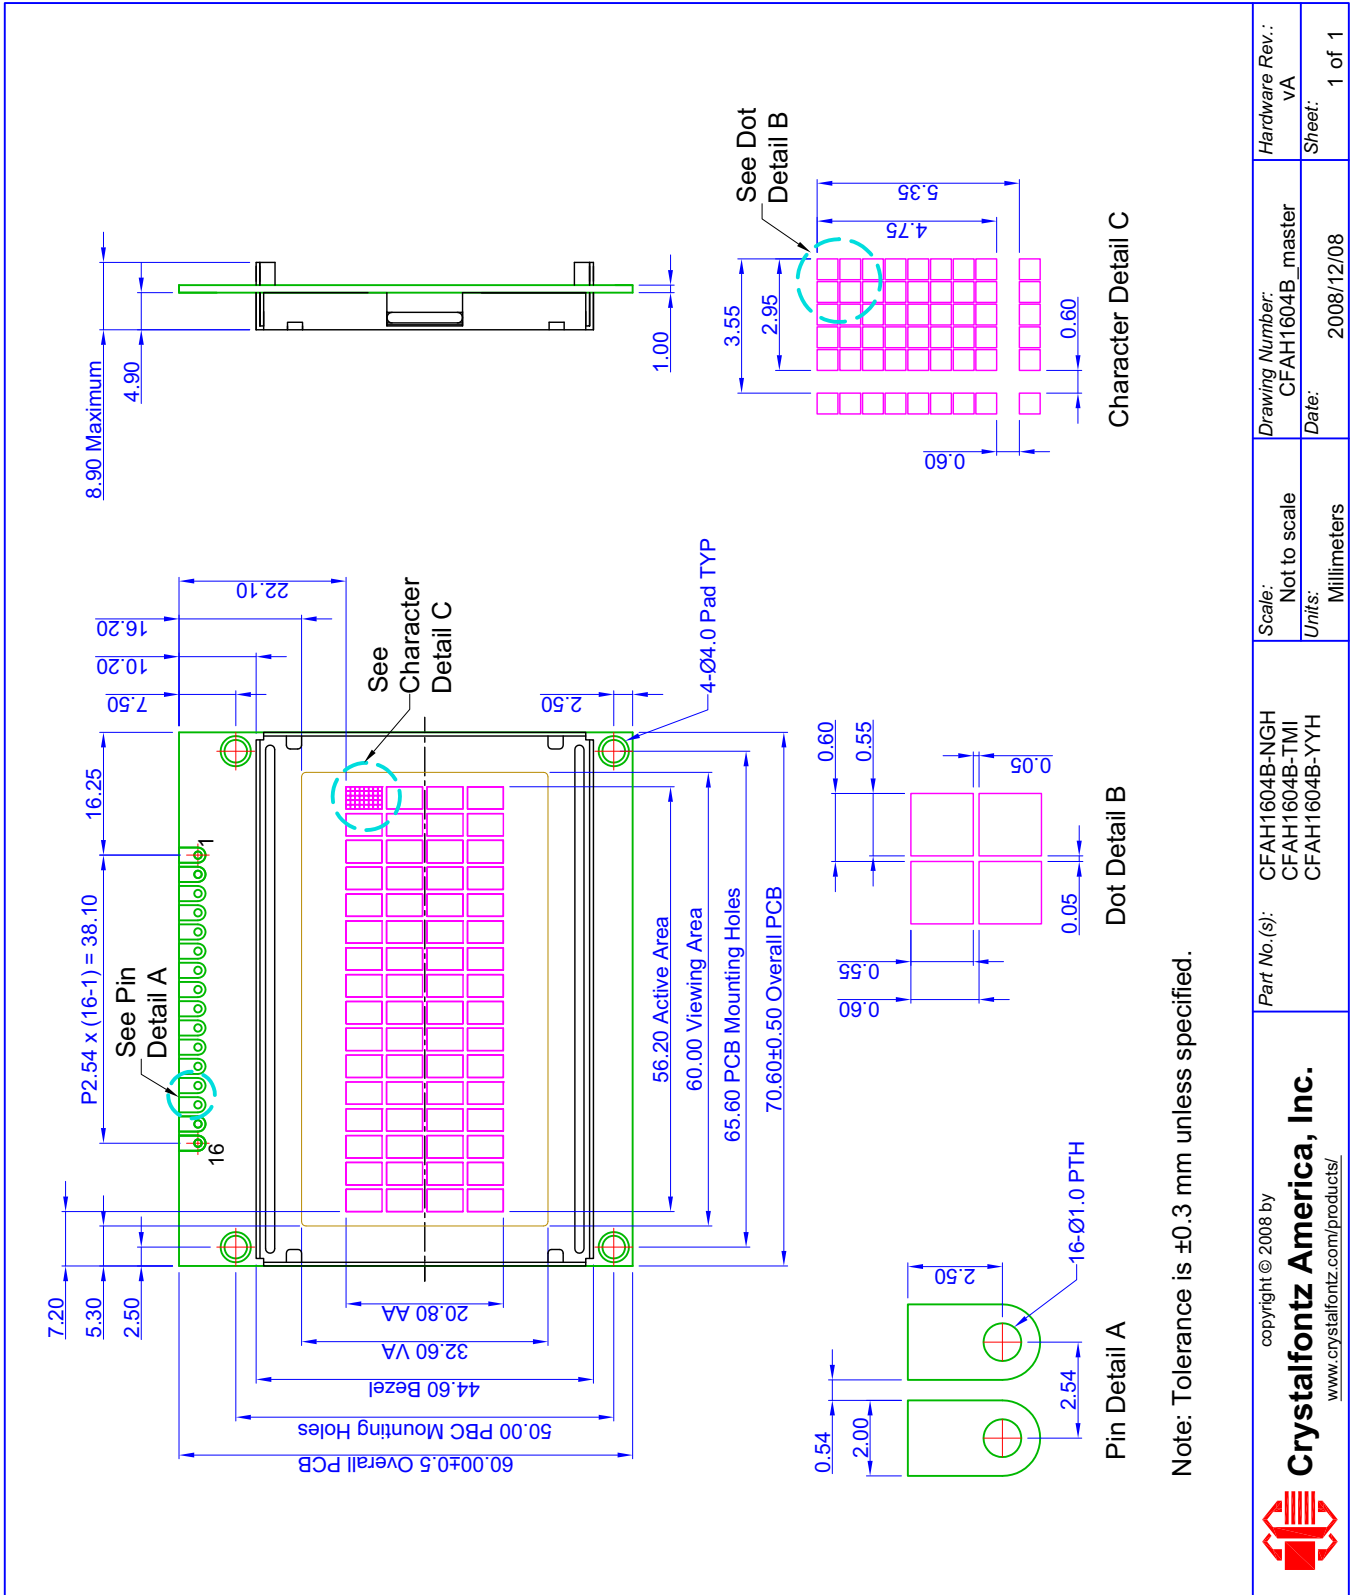 8.90 Maximum
4.90
1.00
See Dot
Detail B
3.55
2.95
5.35
4.75
0.60
0.60
Character Detail C
7.50
10.20
16.20
22.10
See
Character
Detail C
2.50
4-Ø4.0 Pad TYP
16.25
P2.54 x (16-1) = 38.10
See Pin
Detail A
1
16
7.20
5.30
2.50
56.20 Active Area
60.00 Viewing Area
65.60 PCB Mounting Holes
70.60±0.50 Overall PCB
20.80 AA
32.60 VA
44.60 Bezel
50.00 PBC Mounting Holes
60.00±0.5 Overall PCB
0.60
0.55
0.05
0.05
0.55
0.60
Dot Detail B
0.54
2.00
2.50
2.54
16-Ø1.0 PTH
Pin Detail A
Note: Tolerance is ±0.3 mm unless specified.
copyright © 2008 by
Crystalfontz America, Inc.
www.crystalfontz.com/products/
Part No.(s):
CFAH1604B-NGH
CFAH1604B-TMI
CFAH1604B-YYH
Scale:
Not to scale
Units:
Millimeters
Drawing Number:
CFAH1604B_master
Date:
2008/12/08
Hardware Rev.:
vA
Sheet:
1 of 1